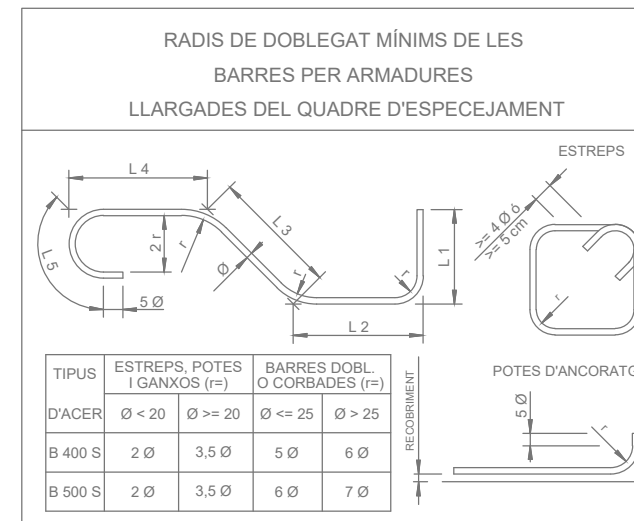 RADIS DE DOBLEGAT MÍNIMS DE LES
BARRES PER ARMADURES
LLARGADES DEL QUADRE D'ESPECEJAMENT
ESTREPS
L 4
L 3
>= 4 Ø ó
>= 5 cm
L 5
2 r
r
Ø
r
r
L 1
r
5 Ø
L 2
TIPUS
D'ACER
ESTREPS, POTES
I GANXOS (r=)
BARRES DOBL.
O CORBADES (r=)
Ø < 20
Ø >= 20
Ø <= 25
Ø > 25
B 400 S
2 Ø
3,5 Ø
5 Ø
6 Ø
B 500 S
2 Ø
3,5 Ø
6 Ø
7 Ø
RECOBRIMENT
POTES D'ANCORATG
5 Ø
r